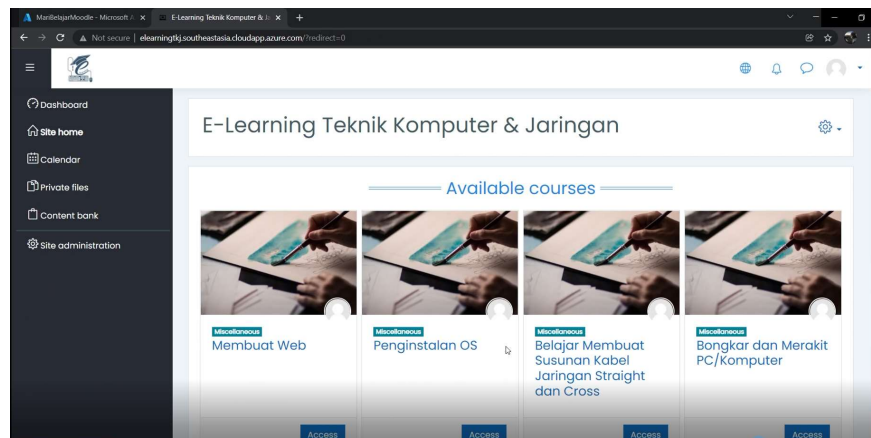 MariBelajarMoodle - Microsoft A
E-Learning Teknik Komputer & Ja
Not secure | elearningtkj.southeastasia.cloudapp.azure.com/?redirect=0
Dashboard
Site home
Calendar
Private files
Content bank
Site administration
E-Learning Teknik Komputer & Jaringan
Available courses
Miscellaneous
Membuat Web
Access
Miscellaneous
Penginstalan OS
Access
Miscellaneous
Belajar Membuat
Susunan Kabel
Jaringan Straight
dan Cross
Access
Miscellaneous
Bongkar dan Merakit
PC/Komputer
Access